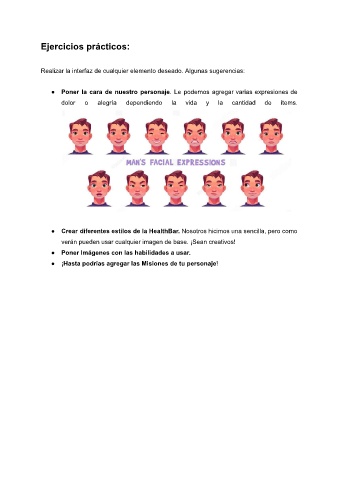 Ejercicios prácticos:
Realizar la interfaz de cualquier elemento deseado. Algunas sugerencias:
● Poner la cara de nuestro personaje. Le podemos agregar varias expresiones de
dolor o alegría dependiendo la vida y la cantidad de items.
MAN'S FACIAL EXPRESSIONS
● Crear diferentes estilos de la HealthBar. Nosotros hicimos una sencilla, pero como
verán pueden usar cualquier imagen de base. ¡Sean creativos!
● Poner Imágenes con las habilidades a usar.
● ¡Hasta podrías agregar las Misiones de tu personaje!